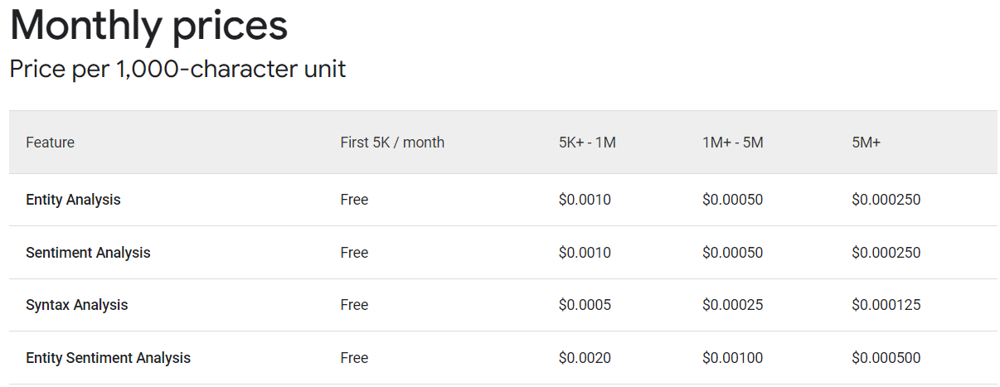 Monthly prices
Price per 1,000-character unit
Feature First 5K / month 5K+ - 1M 1M+ - 5M 5M+
Entity Analysis Free $0.0010 $0.00050 $0.000250
Sentiment Analysis Free $0.0010 $0.00050 $0.000250
Syntax Analysis Free $0.0005 $0.00025 $0.000125
Entity Sentiment Analysis Free $0.0020 $0.00100 $0.000500